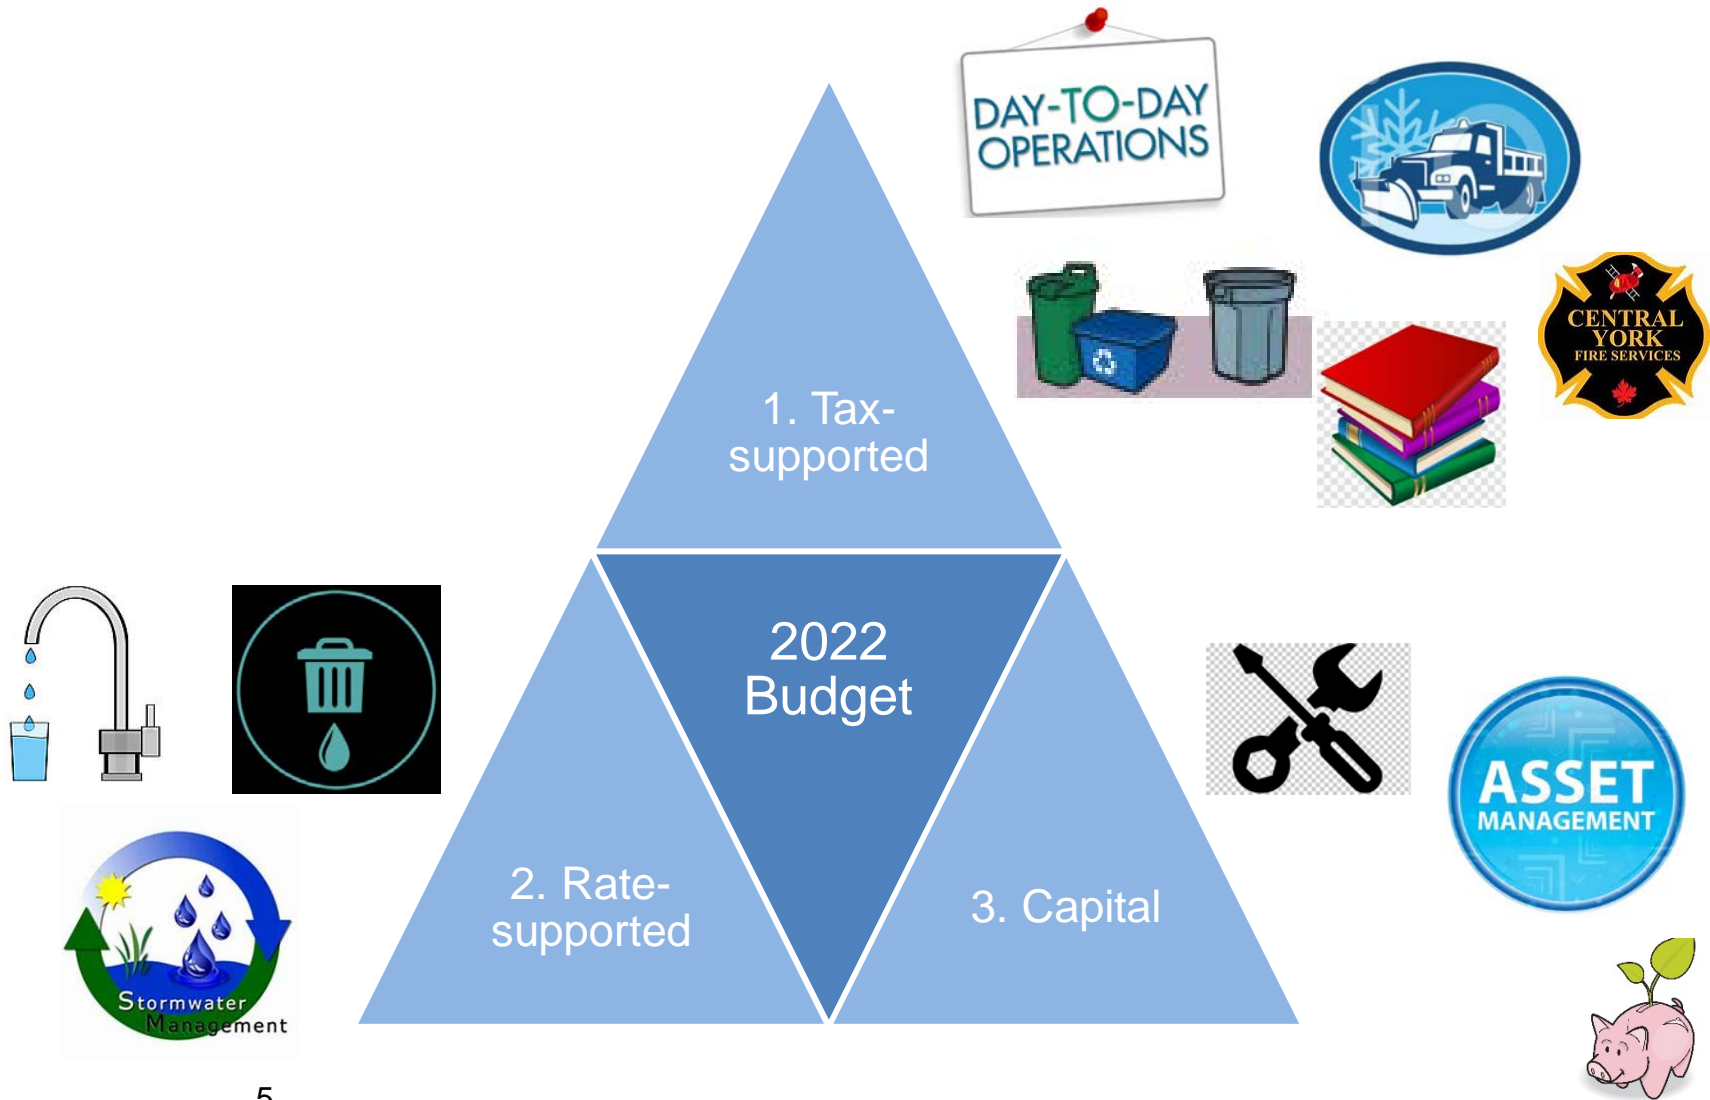 DAY-TO-DAY
OPERATIONS
CENTRAL
YORK
FIRE SERVICES
1. Tax-
supported
2022
Budget
2. Rate-
supported
3. Capital
ASSET
MANAGEMENT
Stormwater
Management
5